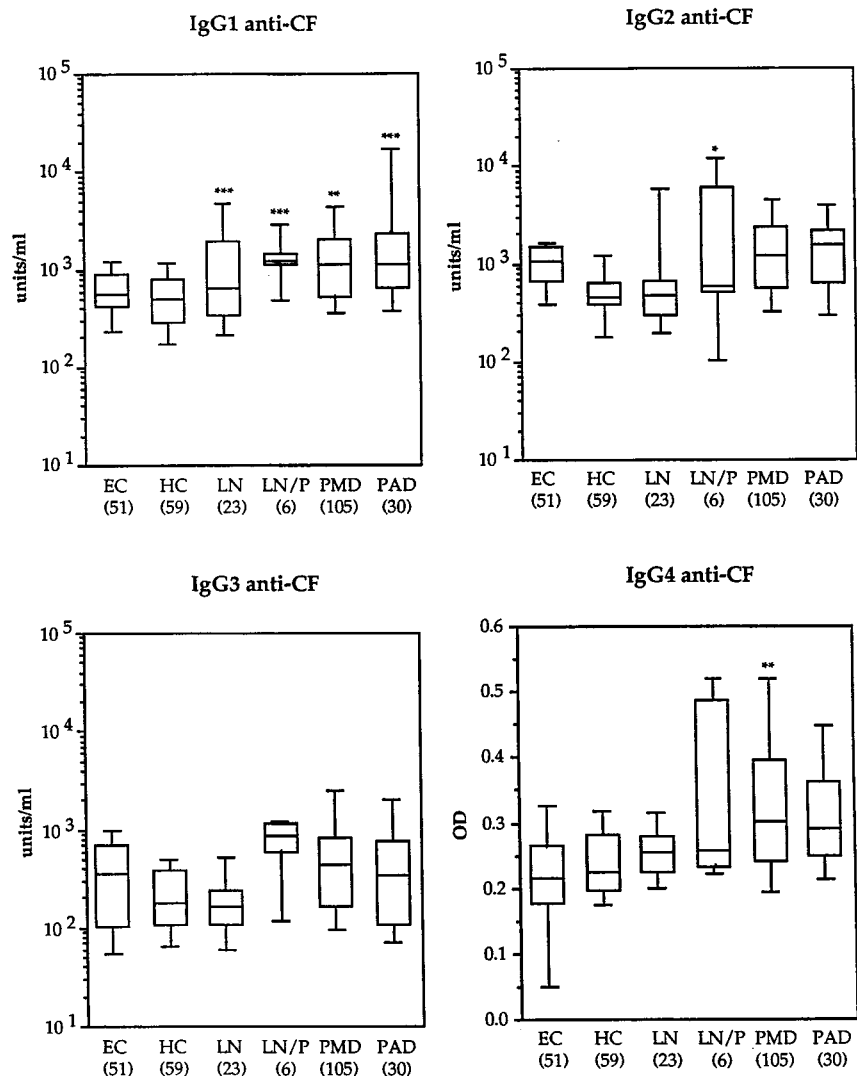 IgG1 anti-CF
10^5
10^4
10^3
10^2
10^1
units/ml
***
***
**
***
EC HC LN LN/P PMD PAD
(51) (59) (23) (6) (105) (30)
IgG2 anti-CF
10^5
10^4
10^3
10^2
10^1
units/ml
*
EC HC LN LN/P PMD PAD
(51) (59) (23) (6) (105) (30)
IgG3 anti-CF
10^5
10^4
10^3
10^2
10^1
units/ml
EC HC LN LN/P PMD PAD
(51) (59) (23) (6) (105) (30)
IgG4 anti-CF
0.6
0.5
0.4
0.3
0.2
0.1
0.0
OD
**
EC HC LN LN/P PMD PAD
(51) (59) (23) (6) (105) (30)